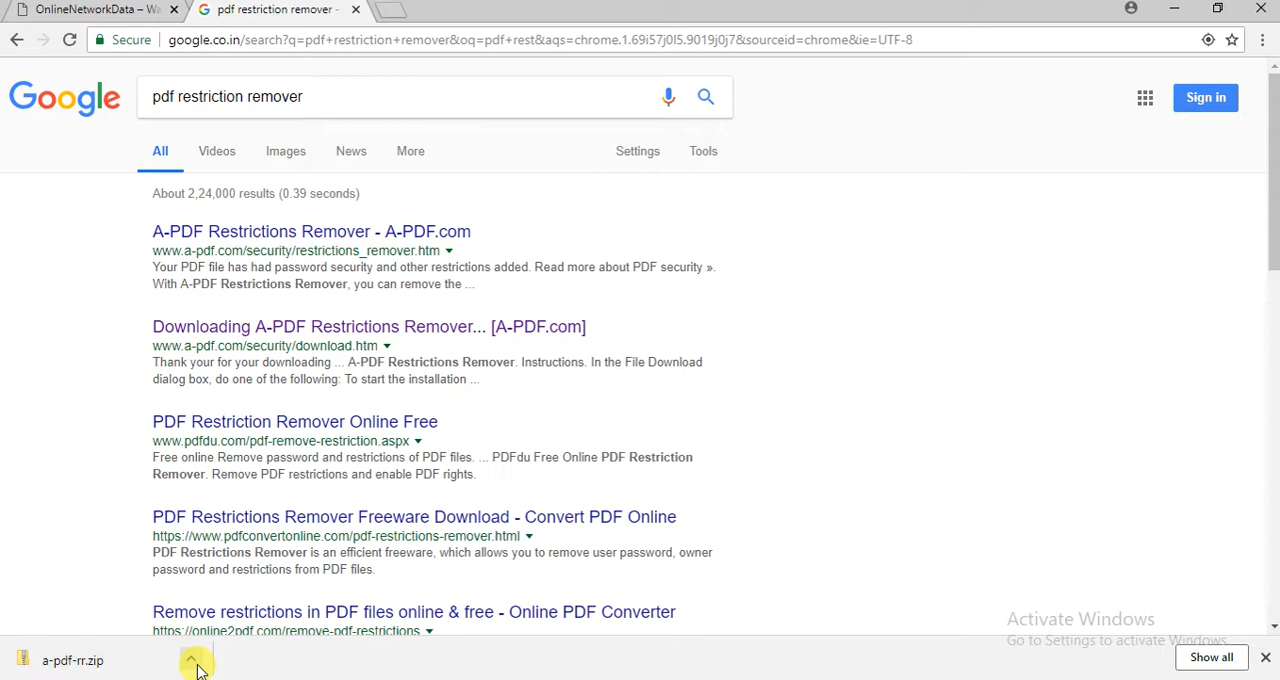 OnlineNetworkData – Wa
pdf restriction remover -
Secure
google.co.in/search?q=pdf+restriction+remover&oq=pdf+rest&aqs=chrome.1.69i57j0l5.9019j0j7&sourceid=chrome&ie=UTF-8
Google
pdf restriction remover
Sign in
All Videos Images News More Settings Tools
About 2,24,000 results (0.39 seconds)
A-PDF Restrictions Remover - A-PDF.com
www.a-pdf.com/security/restrictions_remover.htm
Your PDF file has had password security and other restrictions added. Read more about PDF security ».
With A-PDF Restrictions Remover, you can remove the ...
Downloading A-PDF Restrictions Remover... [A-PDF.com]
www.a-pdf.com/security/download.htm
Thank your for your downloading ... A-PDF Restrictions Remover. Instructions. In the File Download
dialog box, do one of the following: To start the installation ...
PDF Restriction Remover Online Free
www.pdfdu.com/pdf-remove-restriction.aspx
Free online Remove password and restrictions of PDF files. ... PDFdu Free Online PDF Restriction
Remover. Remove PDF restrictions and enable PDF rights.
PDF Restrictions Remover Freeware Download - Convert PDF Online
https://www.pdfconvertonline.com/pdf-restrictions-remover.html
PDF Restrictions Remover is an efficient freeware, which allows you to remove user password, owner
password and restrictions from PDF files.
Remove restrictions in PDF files online & free - Online PDF Converter
https://online2pdf.com/remove-pdf-restrictions
Activate Windows
Go to Settings to activate Windows.
a-pdf-rr.zip
Show all